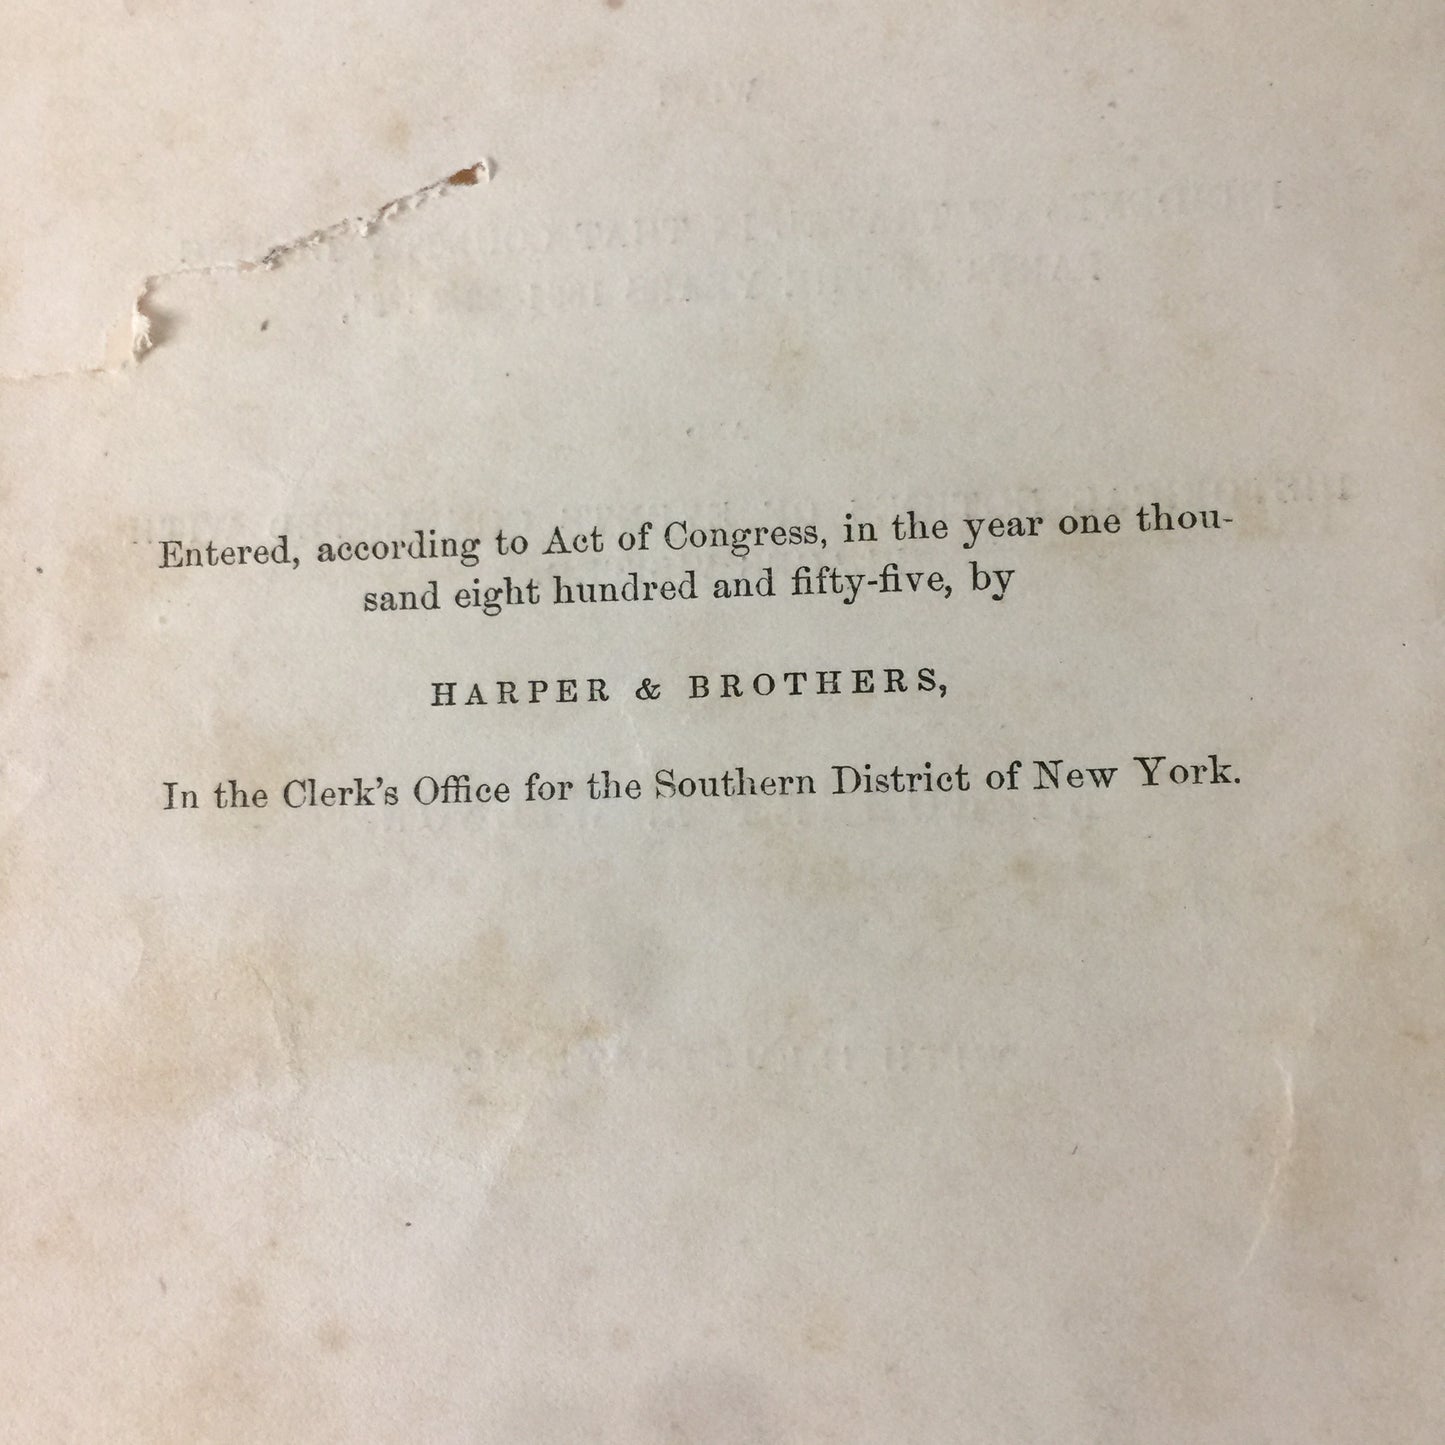 Entered, according to Act of Congress, in the year one thou-
sand eight hundred and fifty-five, by
HARPER & BROTHERS,
In the Clerk's Office for the Southern District of New York.